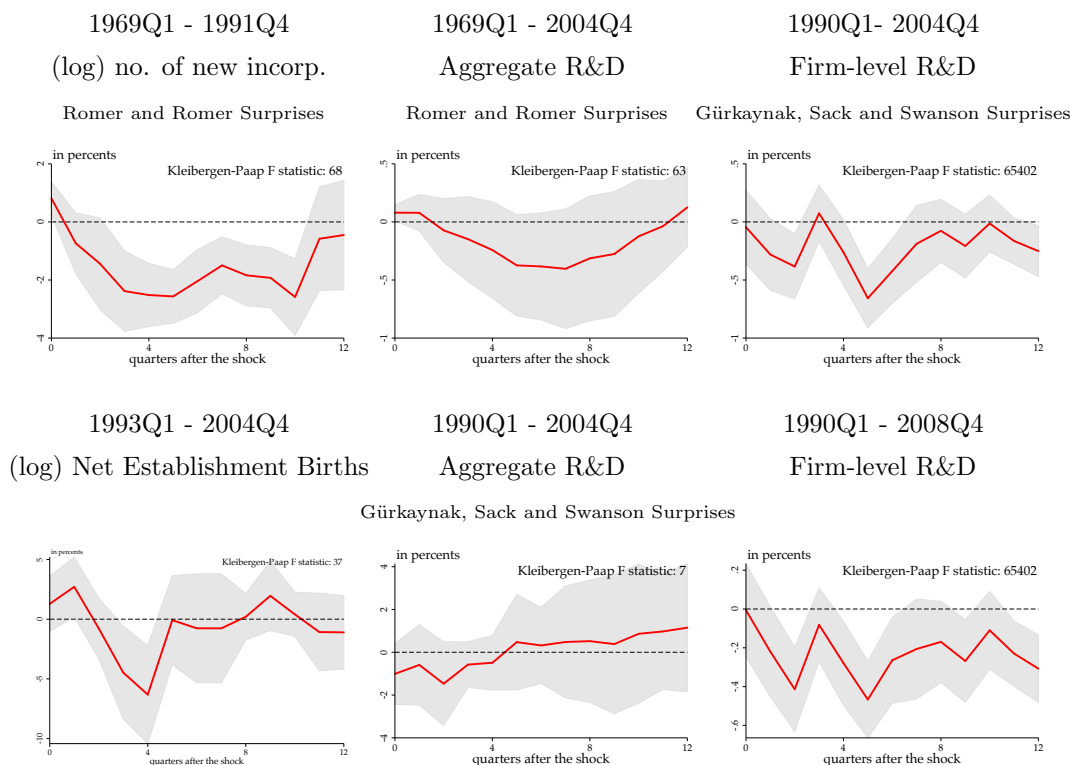 1969Q1 - 1991Q4
(log) no. of new incorp.
Romer and Romer Surprises
in percents
Kleibergen-Paap F statistic: 68
2
0
-2
-4
0
4
8
12
quarters after the shock
1969Q1 - 2004Q4
Aggregate R&D
Romer and Romer Surprises
in percents
Kleibergen-Paap F statistic: 63
.5
0
-.5
-1
0
4
8
12
quarters after the shock
1990Q1- 2004Q4
Firm-level R&D
Gürkaynak, Sack and Swanson Surprises
in percents
Kleibergen-Paap F statistic: 65402
.5
0
-.5
-1
0
4
8
12
quarters after the shock
1993Q1 - 2004Q4
(log) Net Establishment Births
in percents
Kleibergen-Paap F statistic: 37
5
0
-5
-10
0
4
8
12
quarters after the shock
1990Q1 - 2004Q4
Aggregate R&D
Gürkaynak, Sack and Swanson Surprises
in percents
Kleibergen-Paap F statistic: 7
4
2
0
-2
-4
0
4
8
12
quarters after the shock
1990Q1 - 2008Q4
Firm-level R&D
in percents
Kleibergen-Paap F statistic: 65402
.2
0
-.2
-.4
-.6
0
4
8
12
quarters after the shock